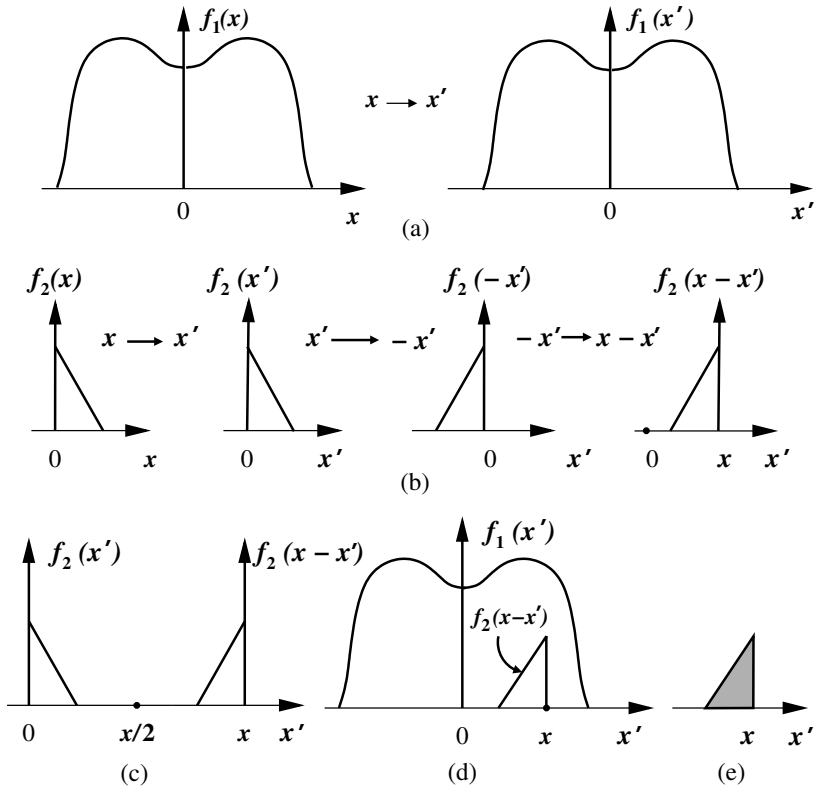 f₁(x) f₁(x′)
x → x′
0 x 0 x′
(a)
f₂(x) f₂(x′) f₂(−x′) f₂(x − x′)
x → x′ x′ → − x′ − x′ → x − x′
0 x 0 x′ 0 x′ 0 x x′
(b)
f₂(x′) f₂(x − x′) f₁(x′)
f₂(x−x′)
0 x/2 x x′ 0 x x′ x x′
(c) (d) (e)